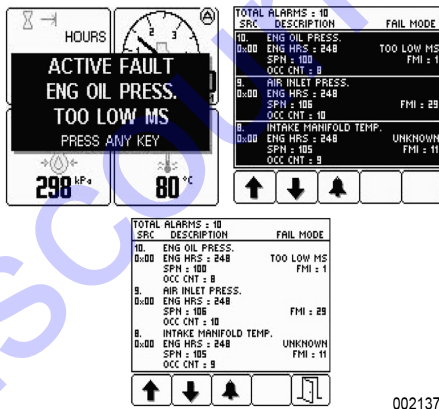 HOURS
2 3
ACTIVE FAULT
ENG OIL PRESS.
TOO LOW MS
PRESS ANY KEY
298 kPa
80 °C
TOTAL ALARMS : 10
SRC DESCRIPTION FAIL MODE
10. ENG OIL PRESS.
0x00 ENG HRS : 248 TOO LOW MS
SPN : 100 FMI : 1
OCC CNT : 8
9. AIR INLET PRESS.
0x00 ENG HRS : 248
SPN : 106 FMI : 29
OCC CNT : 10
8. INTAKE MANIFOLD TEMP.
0x00 ENG HRS : 248 UNKNOWN
SPN : 105 FMI : 11
OCC CNT : 9
TOTAL ALARMS : 10
SRC DESCRIPTION FAIL MODE
10. ENG OIL PRESS.
0x00 ENG HRS : 248 TOO LOW MS
SPN : 100 FMI : 1
OCC CNT : 8
9. AIR INLET PRESS.
0x00 ENG HRS : 248
SPN : 106 FMI : 29
OCC CNT : 10
8. INTAKE MANIFOLD TEMP.
0x00 ENG HRS : 248 UNKNOWN
SPN : 105 FMI : 11
OCC CNT : 9
002137